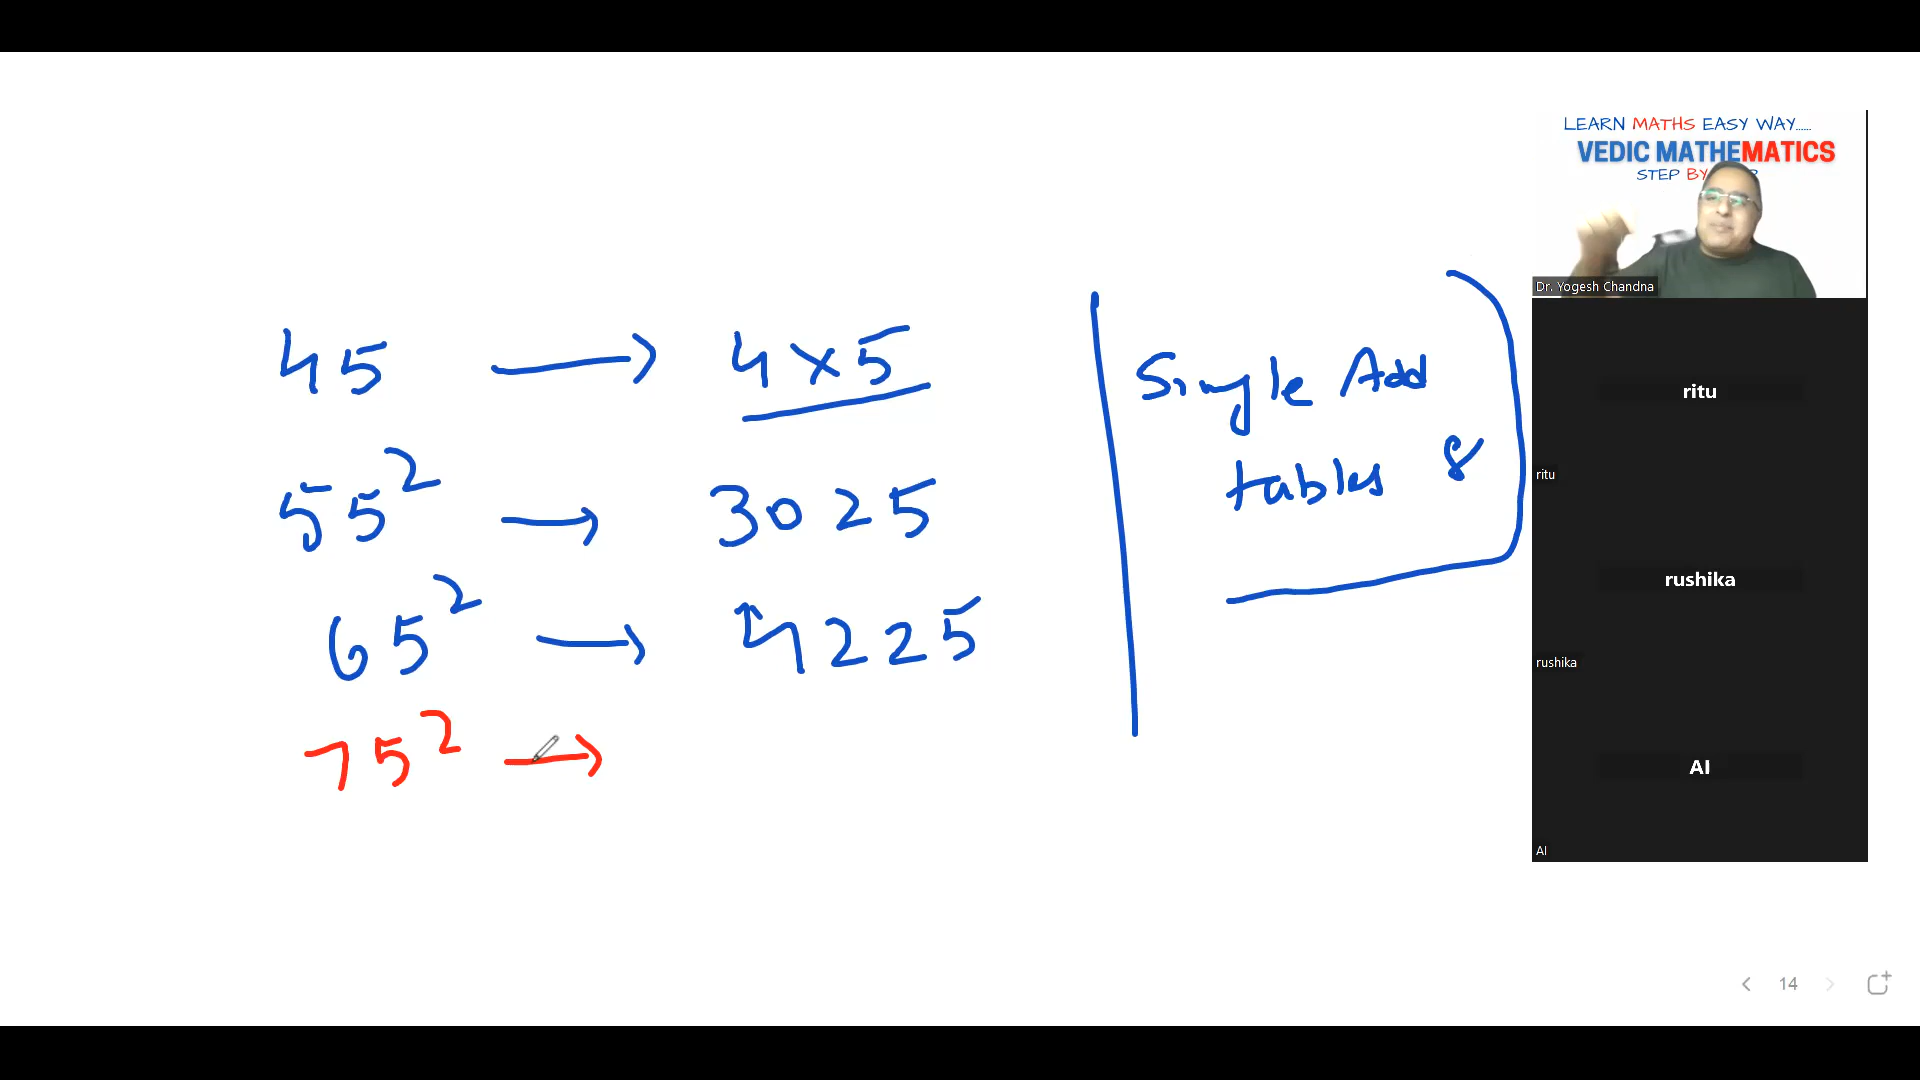 LEARN MATHS EASY WAY......
VEDIC MATHEMATICS
STEP BY
Dr. Yogesh Chandna
45 → 4×5
55² → 3025
65² → 4225
75² →
Single Add
tables 8
ritu
ritu
rushika
rushika
AI
AI
14